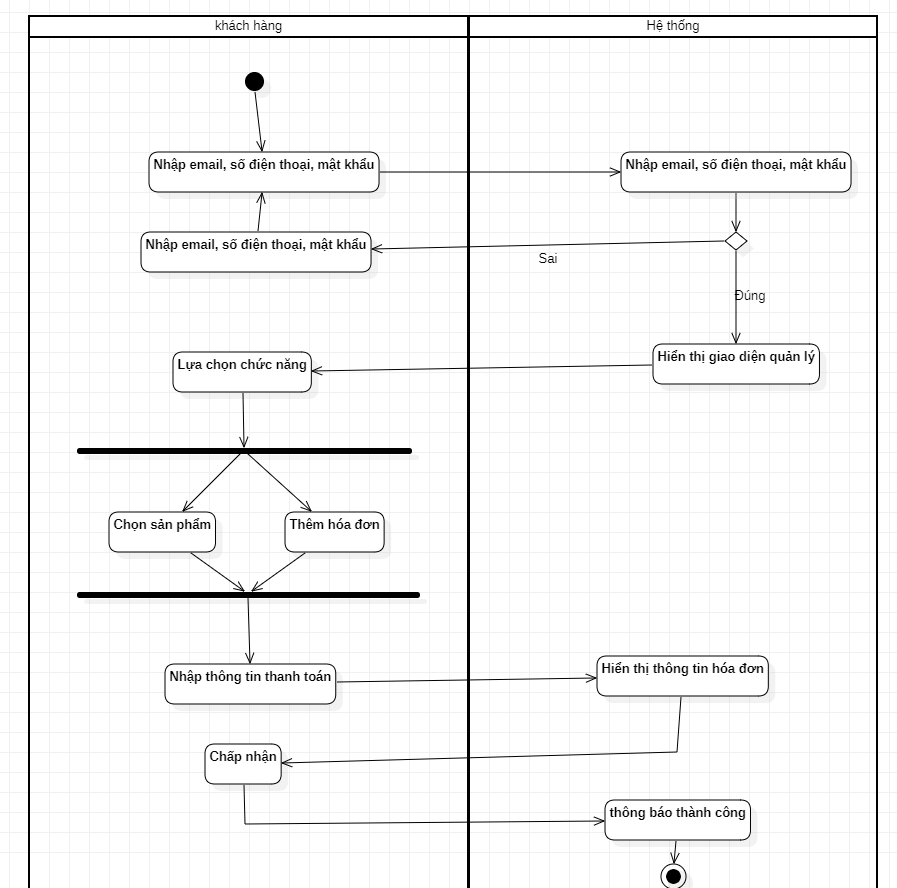 khách hàng
Hệ thống
Nhập email, số điện thoại, mật khẩu
Nhập email, số điện thoại, mật khẩu
Nhập email, số điện thoại, mật khẩu
Sai
Đúng
Lựa chọn chức năng
Hiển thị giao diện quản lý
Chọn sản phẩm
Thêm hóa đơn
Nhập thông tin thanh toán
Hiển thị thông tin hóa đơn
Chấp nhận
thông báo thành công